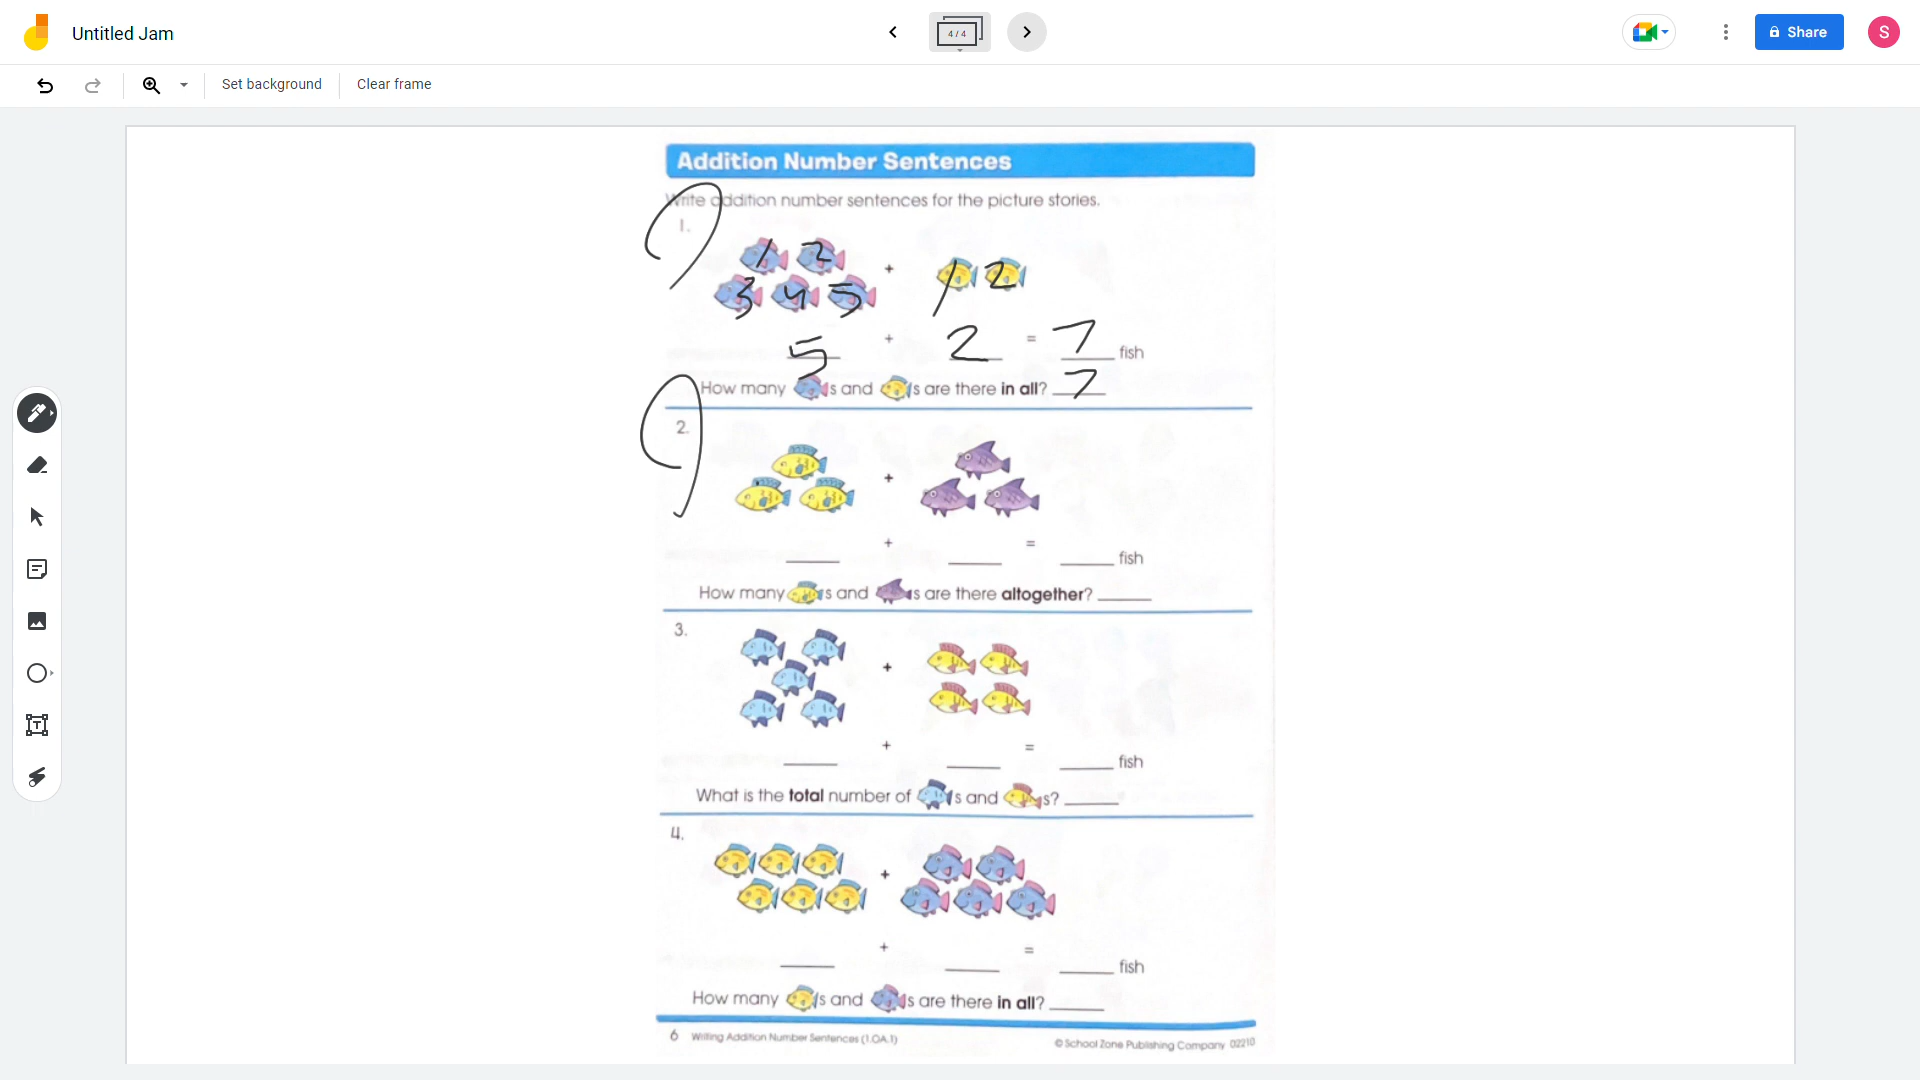 Untitled Jam
4 / 4
Share
S
Set background
Clear frame
Addition Number Sentences
Write addition number sentences for the picture stories.
1.
1 2
3 4 5
+
1 2
5 + 2 = 7 fish
How many s and s are there in all? 7
2.
+
+ = fish
How many s and s are there altogether?
3.
+
+ = fish
What is the total number of s and s?
4.
+
+ = fish
How many s and s are there in all?
6 Writing Addition Number Sentences (1.OA.1)
© School Zone Publishing Company 02210